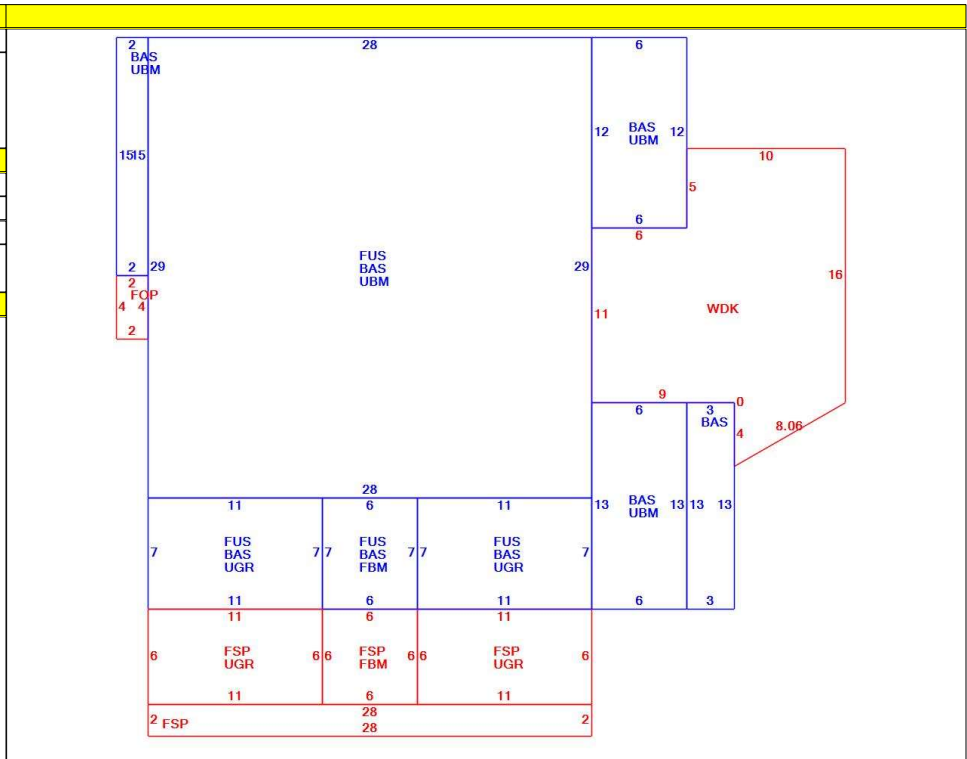 2 28 6
BAS
UBM
1515 12 BAS 12
UBM
10
5
6
6
2 29 FUS 29
BAS
UBM
2
FOP
4 4
2
16
11 WDK
9 0
6 3
BAS
4 8.06
28
11 6 11
13 BAS 13 13 13
UBM
7 FUS 7 7 FUS 7 7 FUS 7
BAS BAS BAS
UGR FBM UGR
11 6 11 6 3
11 6 11
6 FSP 6 6 FSP 6 6 FSP 6
UGR FBM UGR
11 6 11
28
2 FSP 2
28